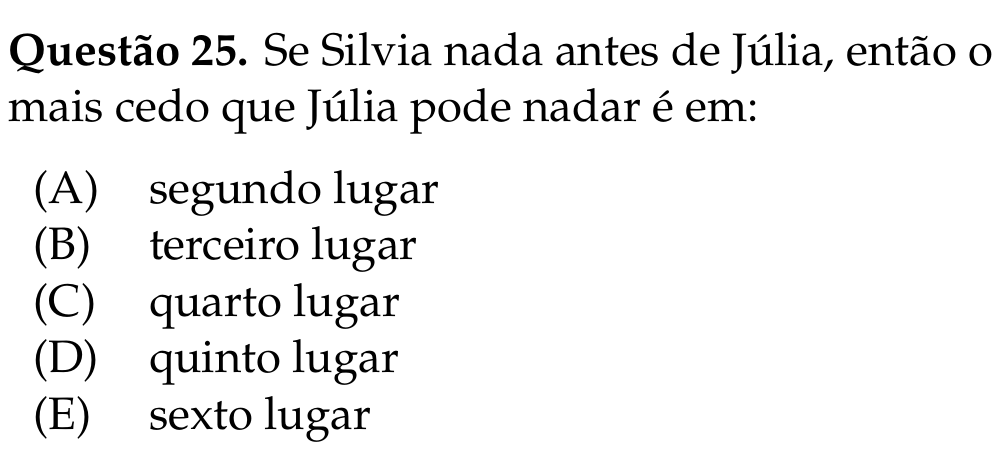 Questão 25. Se Silvia nada antes de Júlia, então o
mais cedo que Júlia pode nadar é em:
(A) segundo lugar
(B) terceiro lugar
(C) quarto lugar
(D) quinto lugar
(E) sexto lugar